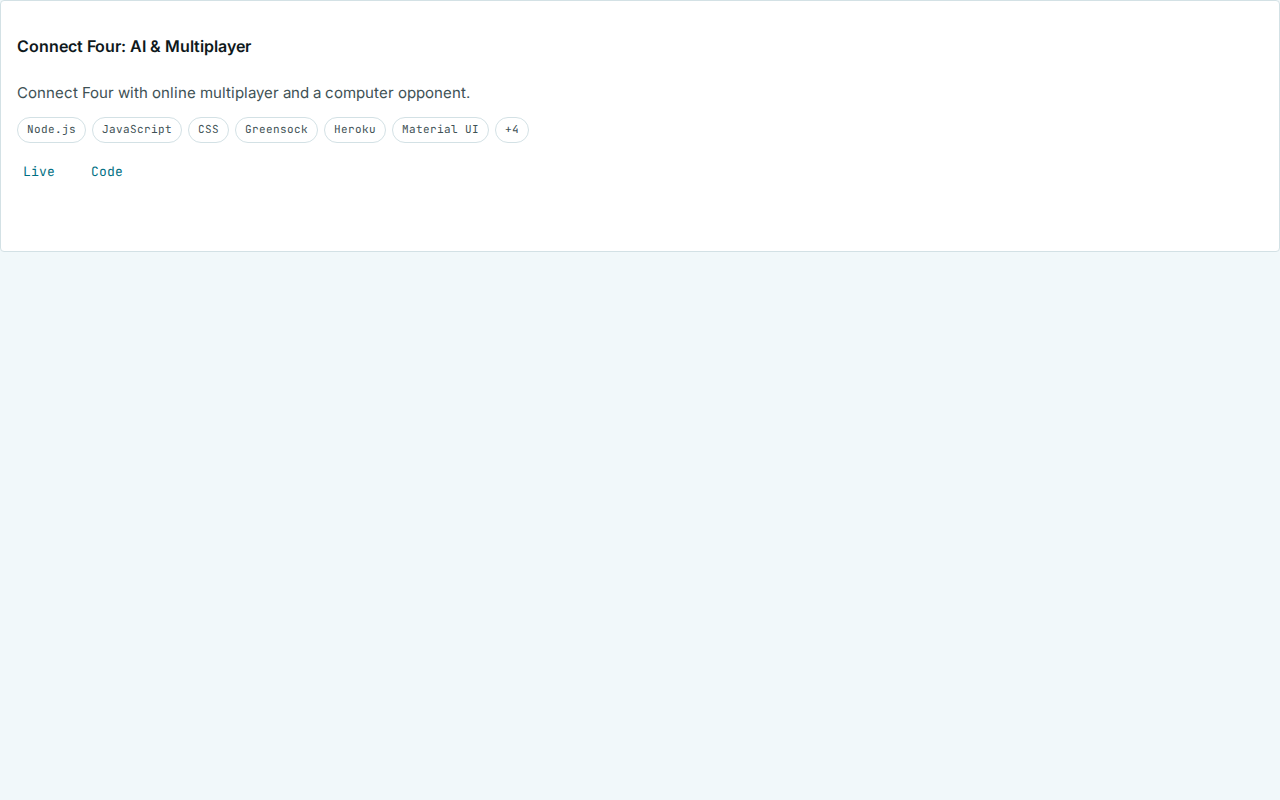 Connect Four: AI & Multiplayer
Connect Four with online multiplayer and a computer opponent.
Node.js JavaScript CSS Greensock Heroku Material UI +4
Live Code